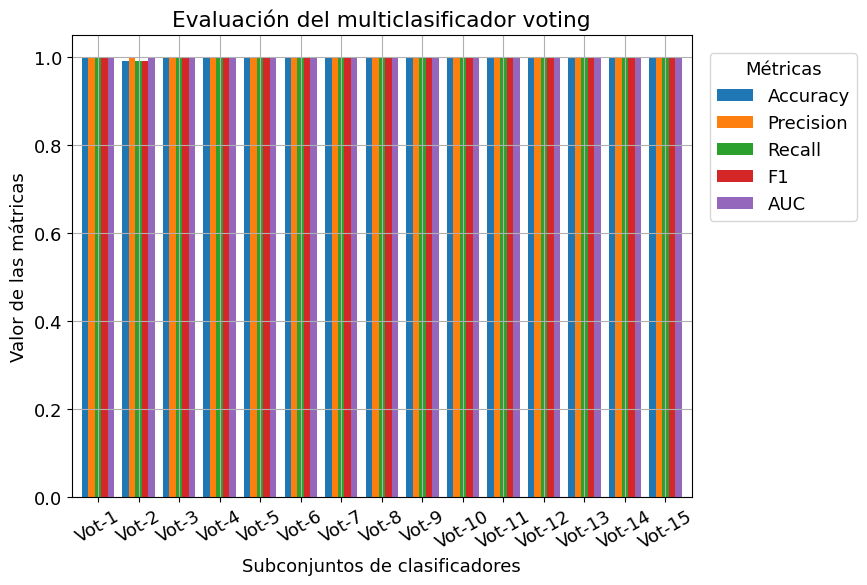 Evaluación del multiclasificador voting
Valor de las mátricas
1.0
0.8
0.6
0.4
0.2
0.0
Vot-1
Vot-2
Vot-3
Vot-4
Vot-5
Vot-6
Vot-7
Vot-8
Vot-9
Vot-10
Vot-11
Vot-12
Vot-13
Vot-14
Vot-15
Subconjuntos de clasificadores
Métricas
Accuracy
Precision
Recall
F1
AUC